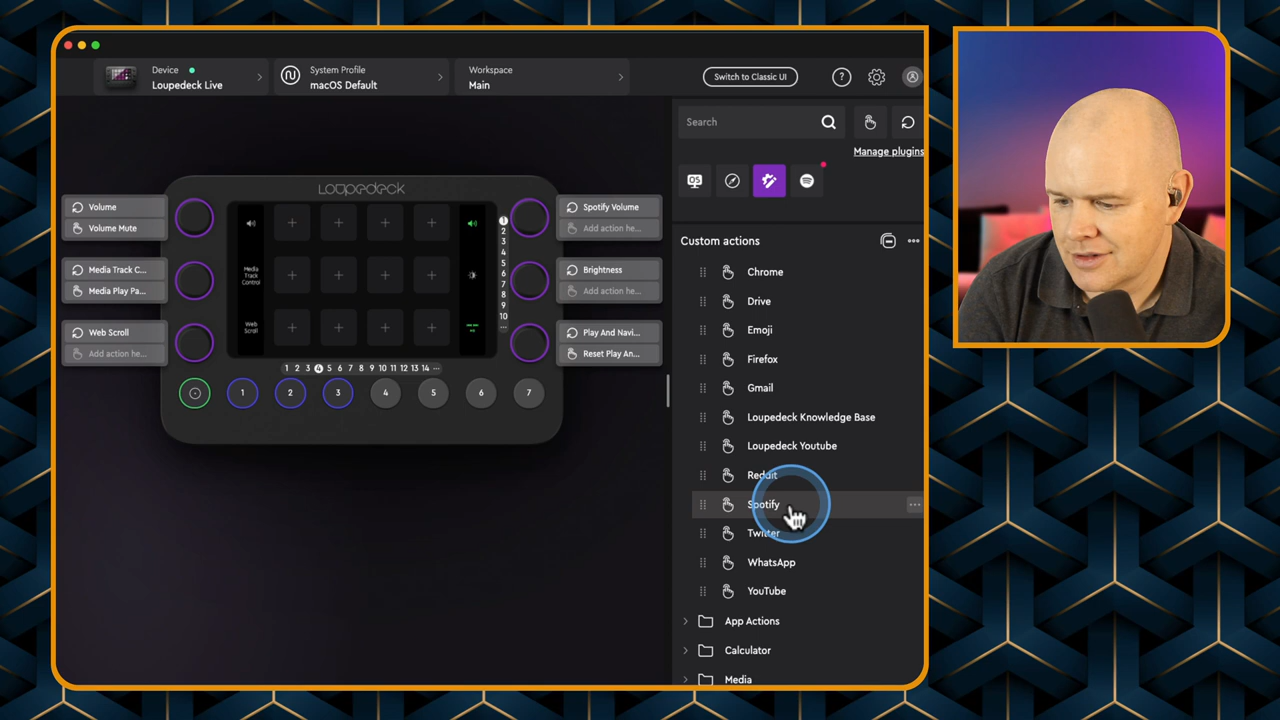 Device
Loupedeck Live
System Profile
macOS Default
Workspace
Main
Switch to Classic UI
?
Search
Manage plugins
OS
Custom actions
Chrome
Drive
Emoji
Firefox
Gmail
Loupedeck Knowledge Base
Loupedeck Youtube
Reddit
Spotify
Twitter
WhatsApp
YouTube
App Actions
Calculator
Media
Loupedeck
Volume
Volume Mute
Media Track C...
Media Play Pa...
Web Scroll
Add action he...
Media
Track
Control
Web
Scroll
Spotify Volume
Add action he...
Brightness
Add action he...
Play And Navi...
Reset Play An...
1
2
3
4
5
6
7
8
9
10
...
1 2 3 4 5 6 7 8 9 10 11 12 13 14 ...
1 2 3 4 5 6 7